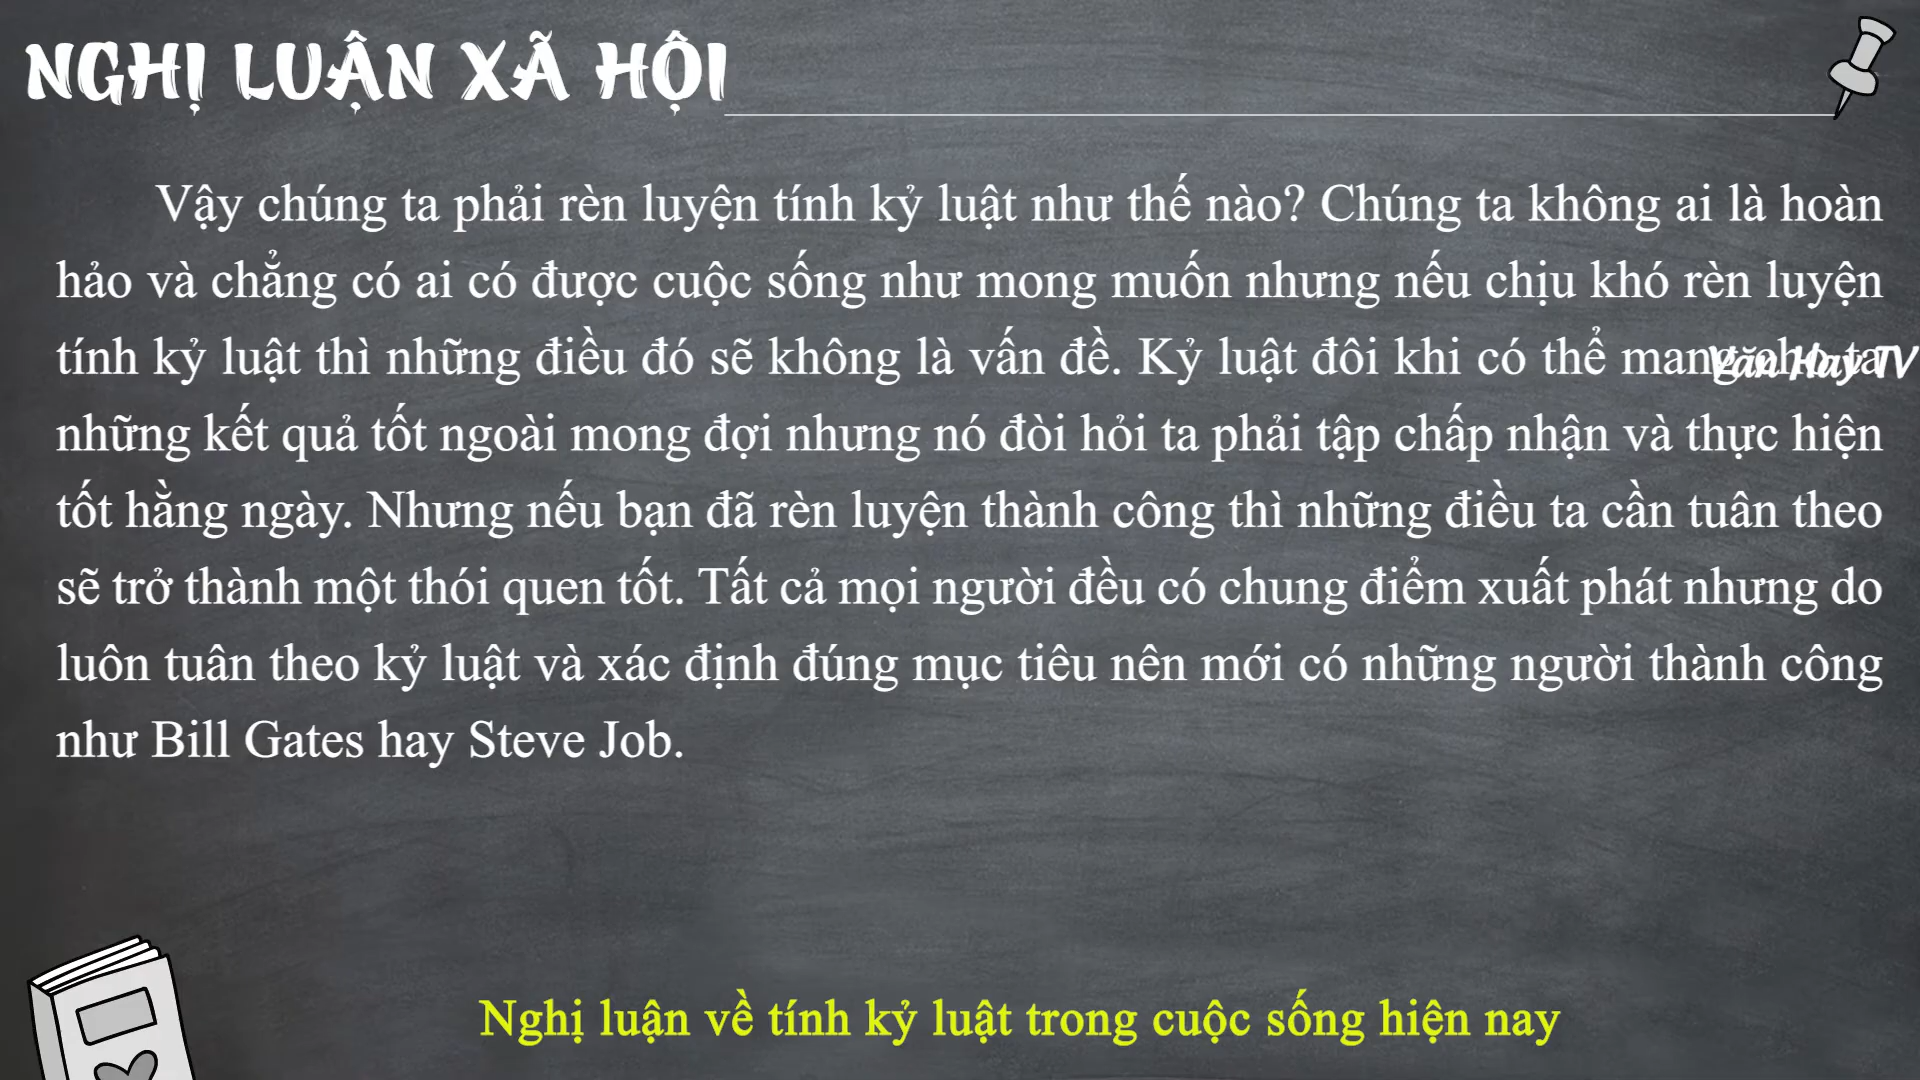 NGHỊ LUẬN XÃ HỘI
Vậy chúng ta phải rèn luyện tính kỷ luật như thế nào? Chúng ta không ai là hoàn
hảo và chẳng có ai có được cuộc sống như mong muốn nhưng nếu chịu khó rèn luyện
tính kỷ luật thì những điều đó sẽ không là vấn đề. Kỷ luật đôi khi có thể mang cho ta
Văn Hay TV
những kết quả tốt ngoài mong đợi nhưng nó đòi hỏi ta phải tập chấp nhận và thực hiện
tốt hằng ngày. Nhưng nếu bạn đã rèn luyện thành công thì những điều ta cần tuân theo
sẽ trở thành một thói quen tốt. Tất cả mọi người đều có chung điểm xuất phát nhưng do
luôn tuân theo kỷ luật và xác định đúng mục tiêu nên mới có những người thành công
như Bill Gates hay Steve Job.
Nghị luận về tính kỷ luật trong cuộc sống hiện nay